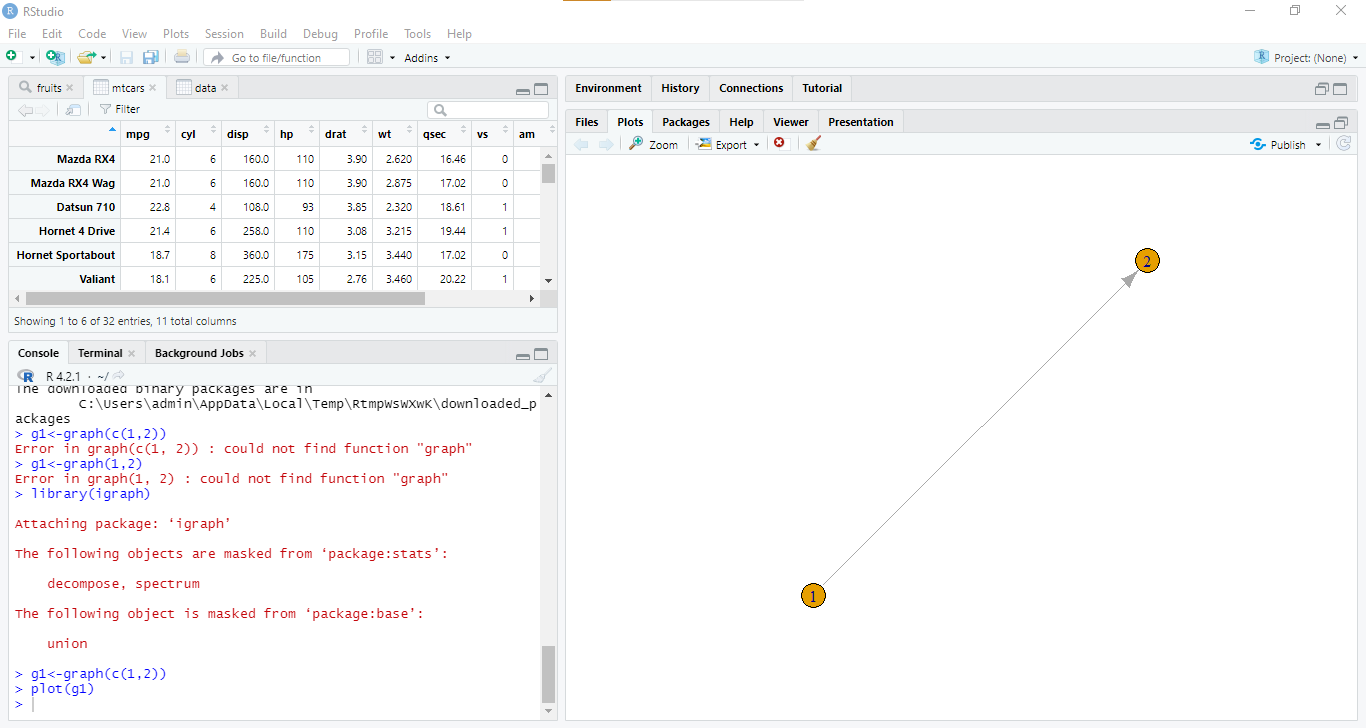 RStudio
File Edit Code View Plots Session Build Debug Profile Tools Help
Go to file/function Addins Project: (None)
fruits mtcars data
Filter
mpg cyl disp hp drat wt qsec vs am
Mazda RX4 21.0 6 160.0 110 3.90 2.620 16.46 0
Mazda RX4 Wag 21.0 6 160.0 110 3.90 2.875 17.02 0
Datsun 710 22.8 4 108.0 93 3.85 2.320 18.61 1
Hornet 4 Drive 21.4 6 258.0 110 3.08 3.215 19.44 1
Hornet Sportabout 18.7 8 360.0 175 3.15 3.440 17.02 0
Valiant 18.1 6 225.0 105 2.76 3.460 20.22 1
Showing 1 to 6 of 32 entries, 11 total columns
Console Terminal Background Jobs
R 4.2.1 · ~/
The downloaded binary packages are in
C:\Users\admin\AppData\Local\Temp\RtmpWsWXwK\downloaded_p
ackages
> g1<-graph(c(1,2))
Error in graph(c(1, 2)) : could not find function "graph"
> g1<-graph(1,2)
Error in graph(1, 2) : could not find function "graph"
> library(igraph)
Attaching package: ‘igraph’
The following objects are masked from ‘package:stats’:
decompose, spectrum
The following object is masked from ‘package:base’:
union
> g1<-graph(c(1,2))
> plot(g1)
>
Environment History Connections Tutorial
Files Plots Packages Help Viewer Presentation
Zoom Export Publish
2
1